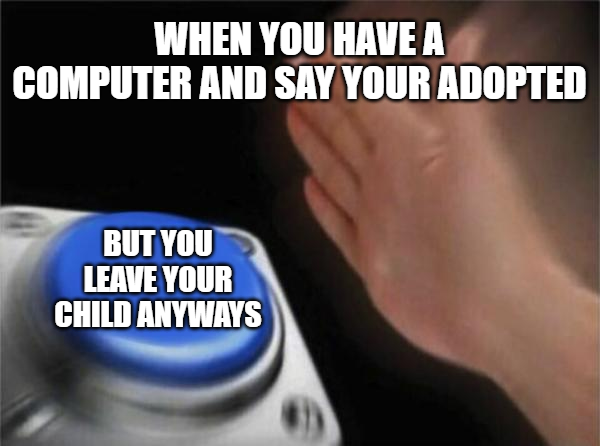 WHEN YOU HAVE A
COMPUTER AND SAY YOUR ADOPTED
BUT YOU
LEAVE YOUR
CHILD ANYWAYS